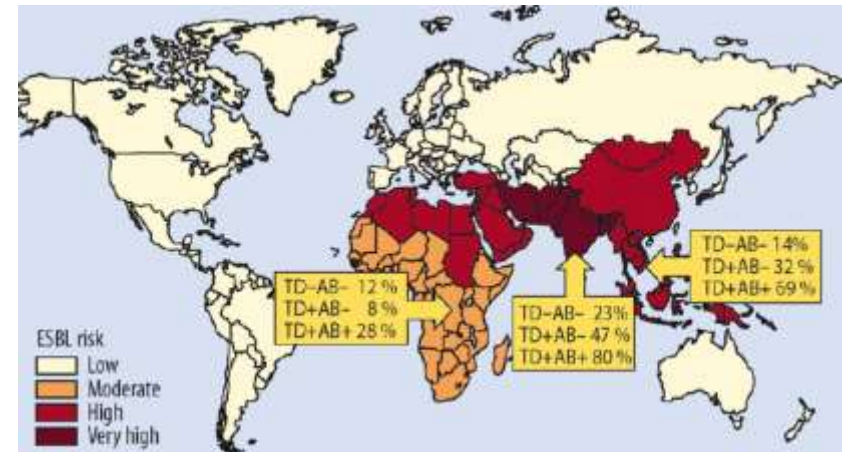 TD–AB– 14%
TD+AB– 32 %
TD+AB+ 69 %
TD–AB– 12 %
TD+AB– 8 %
TD+AB+ 28 %
TD–AB– 23%
TD+AB– 47 %
TD+AB+ 80 %
ESBL risk
Low
Moderate
High
Very high